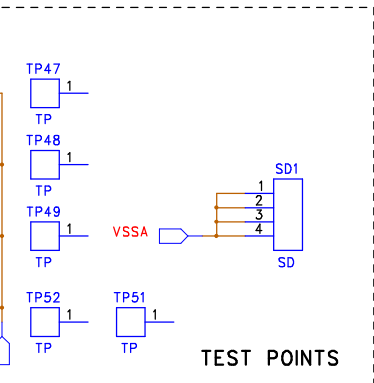 TP47
1
TP
TP48
1
TP
TP49
1
TP
VSSA
SD1
1
2
3
4
SD
TP52
1
TP
TP51
1
TP
TEST POINTS